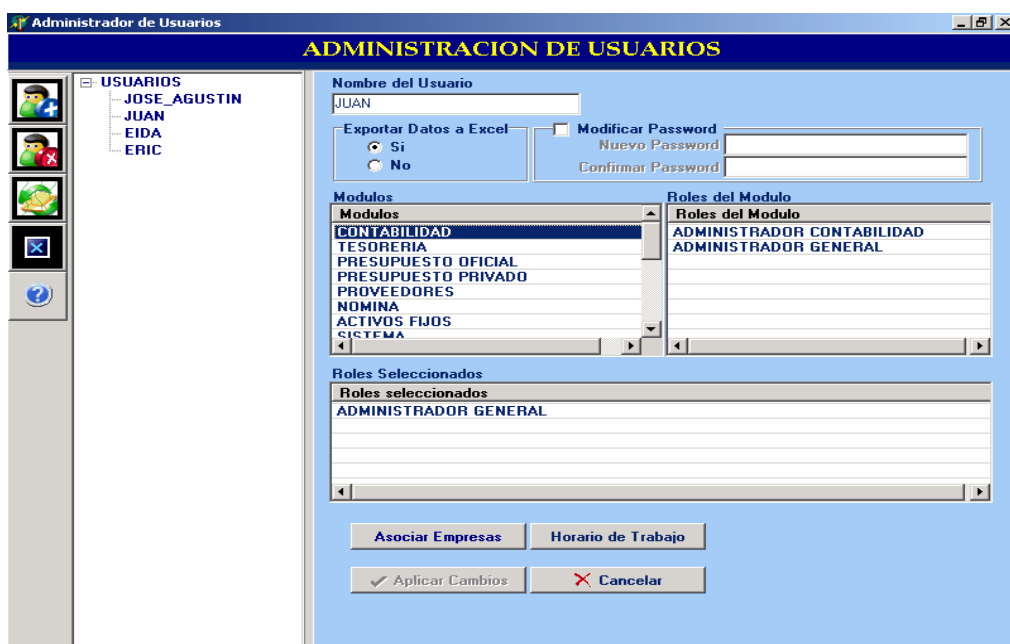 Administrador de Usuarios
ADMINISTRACION DE USUARIOS
USUARIOS
JOSE_AGUSTIN
JUAN
EIDA
ERIC
Nombre del Usuario
JUAN
Exportar Datos a Excel
Si
No
Modificar Password
Nuevo Password
Confirmar Password
Modulos
Modulos
CONTABILIDAD
TESORERIA
PRESUPUESTO OFICIAL
PRESUPUESTO PRIVADO
PROVEEDORES
NOMINA
ACTIVOS FIJOS
SISTEMA
Roles del Modulo
Roles del Modulo
ADMINISTRADOR CONTABILIDAD
ADMINISTRADOR GENERAL
Roles Seleccionados
Roles seleccionados
ADMINISTRADOR GENERAL
Asociar Empresas
Horario de Trabajo
Aplicar Cambios
Cancelar